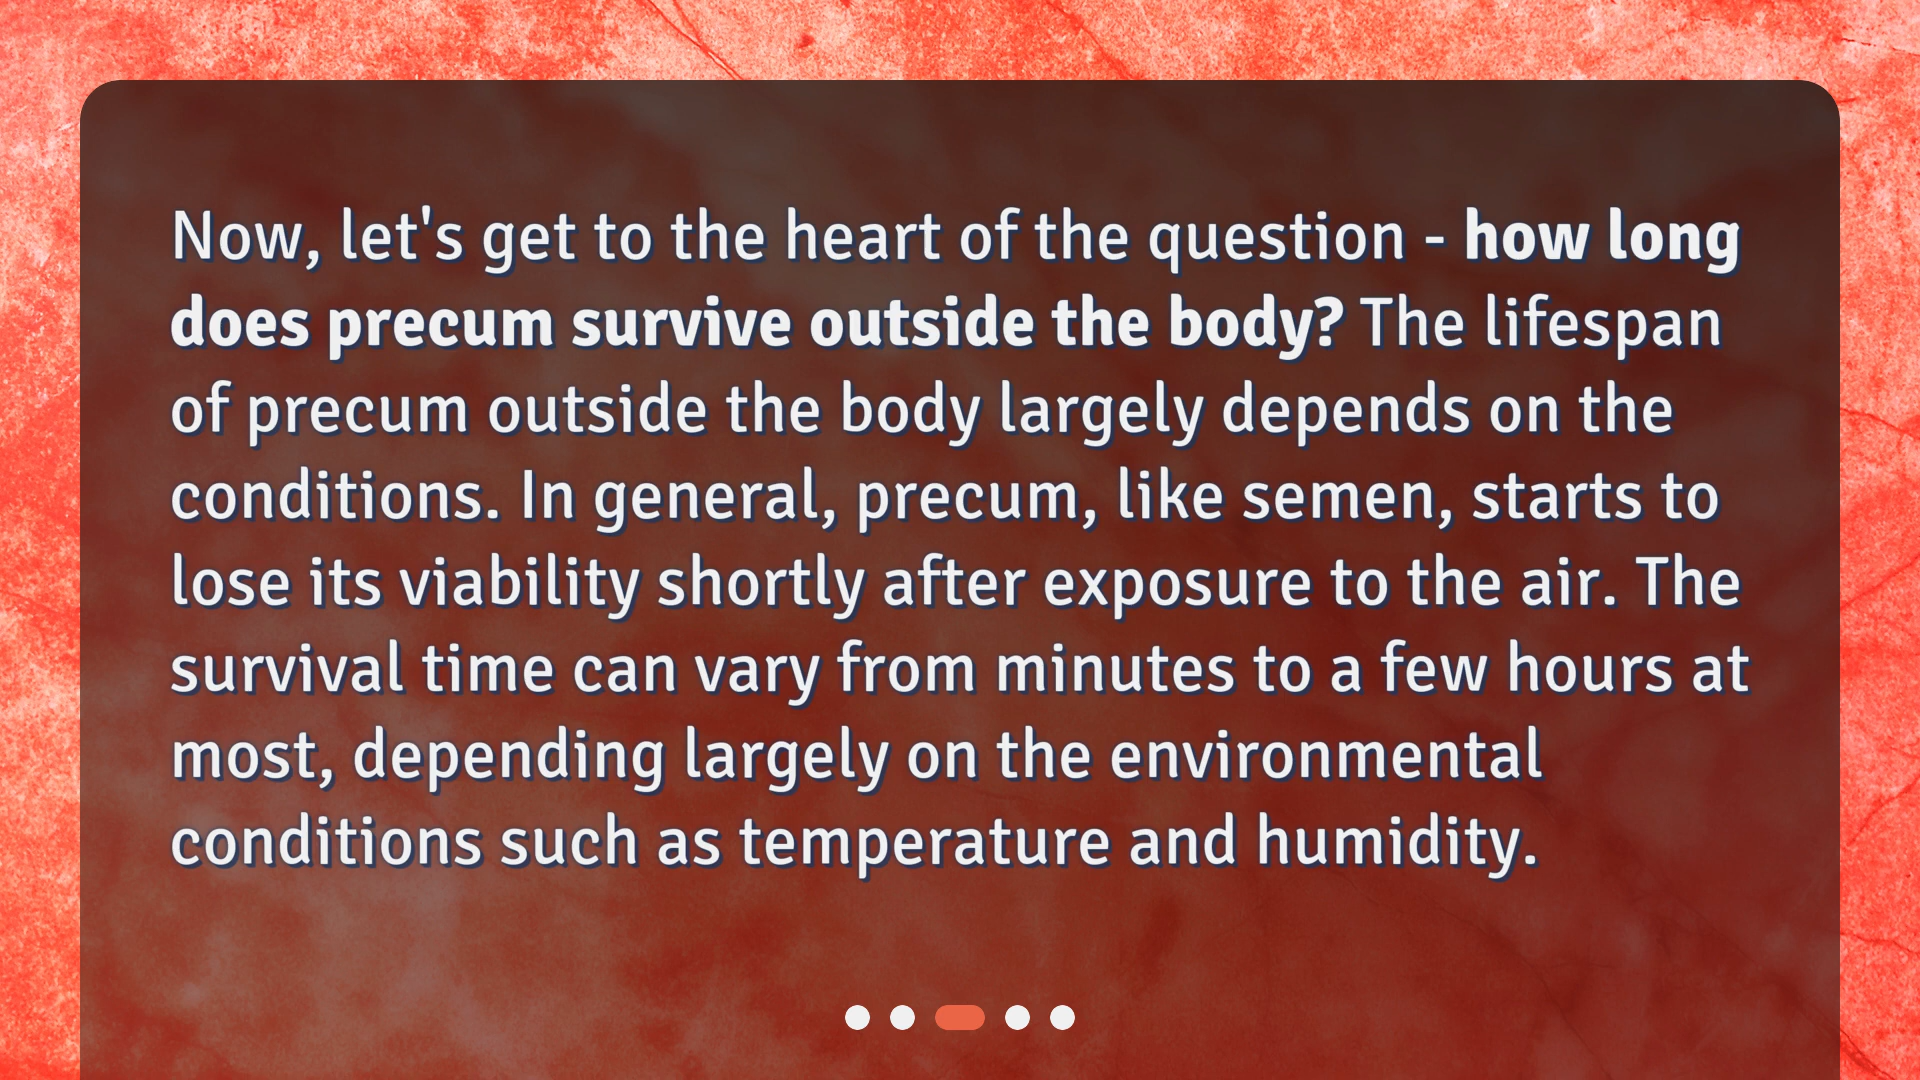 Now, let's get to the heart of the question - how long
does precum survive outside the body? The lifespan
of precum outside the body largely depends on the
conditions. In general, precum, like semen, starts to
lose its viability shortly after exposure to the air. The
survival time can vary from minutes to a few hours at
most, depending largely on the environmental
conditions such as temperature and humidity.